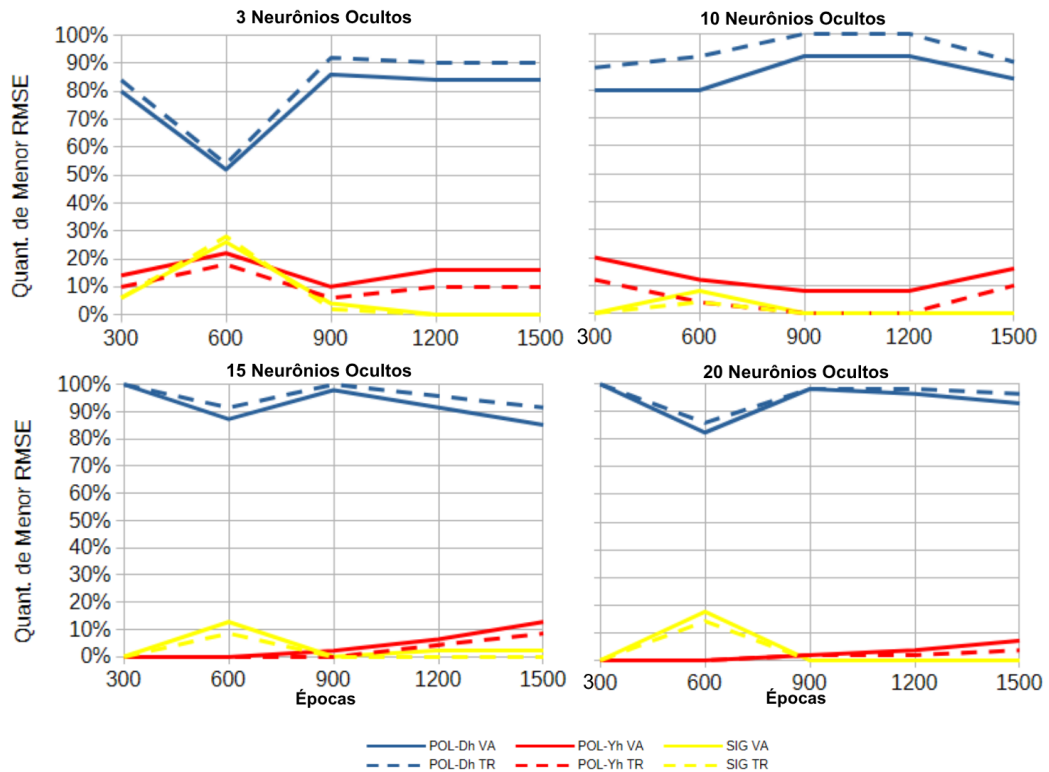 3 Neurônios Ocultos
10 Neurônios Ocultos
Quant. de Menor RMSE
100%
90%
80%
70%
60%
50%
40%
30%
20%
10%
0%
300 600 900 1200 1500
300 600 900 1200 1500
15 Neurônios Ocultos
20 Neurônios Ocultos
Quant. de Menor RMSE
100%
90%
80%
70%
60%
50%
40%
30%
20%
10%
0%
300 600 900 1200 1500
300 600 900 1200 1500
Épocas
Épocas
POL-Dh VA POL-Yh VA SIG VA
POL-Dh TR POL-Yh TR SIG TR